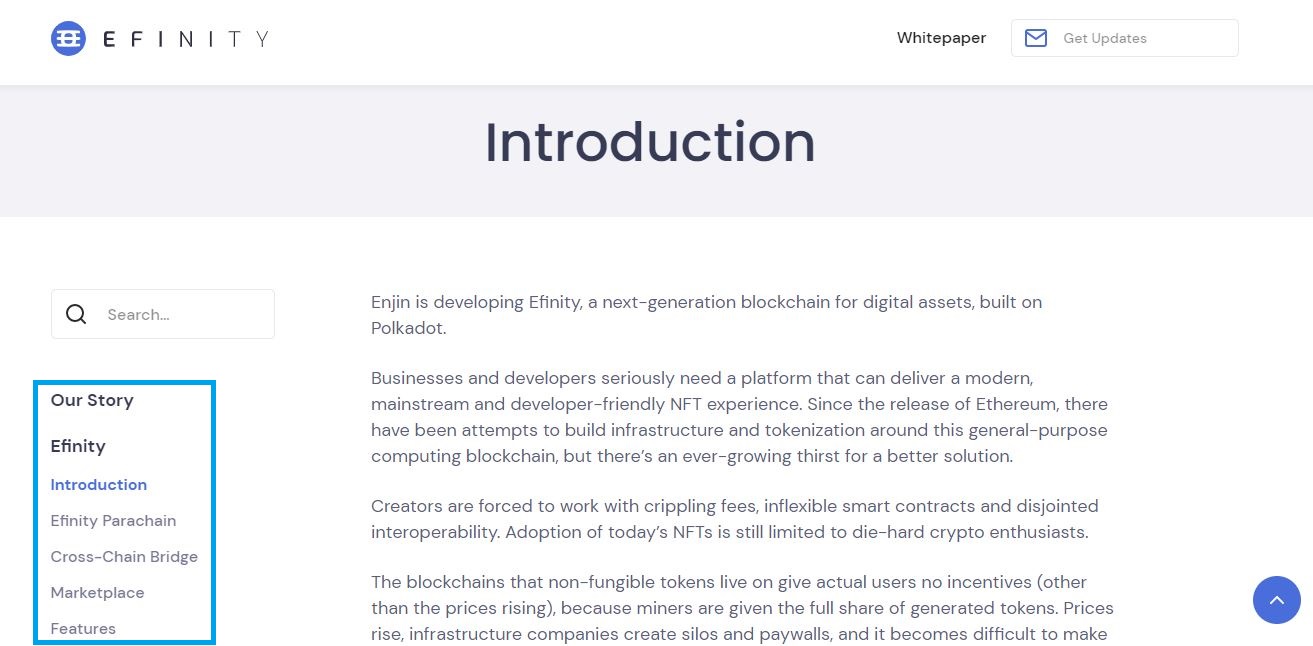 EFINITY
Whitepaper
Get Updates
Introduction
Search...
Our Story
Efinity
Introduction
Efinity Parachain
Cross-Chain Bridge
Marketplace
Features
Enjin is developing Efinity, a next-generation blockchain for digital assets, built on
Polkadot.
Businesses and developers seriously need a platform that can deliver a modern,
mainstream and developer-friendly NFT experience. Since the release of Ethereum, there
have been attempts to build infrastructure and tokenization around this general-purpose
computing blockchain, but there’s an ever-growing thirst for a better solution.
Creators are forced to work with crippling fees, inflexible smart contracts and disjointed
interoperability. Adoption of today’s NFTs is still limited to die-hard crypto enthusiasts.
The blockchains that non-fungible tokens live on give actual users no incentives (other
than the prices rising), because miners are given the full share of generated tokens. Prices
rise, infrastructure companies create silos and paywalls, and it becomes difficult to make